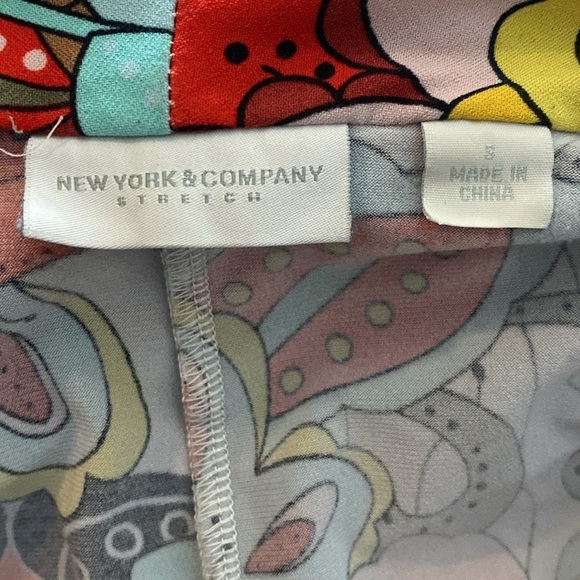 NEW YORK & COMPANY
STRETCH
MADE IN
CHINA